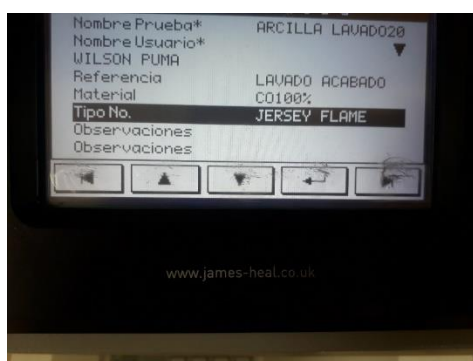 Nombre Prueba* ARCILLA LAVADO20
Nombre Usuario*
WILSON PUMA
Referencia LAVADO ACABADO
Material CO100%
Tipo No. JERSEY FLAME
Observaciones
Observaciones
www.james-heal.co.uk